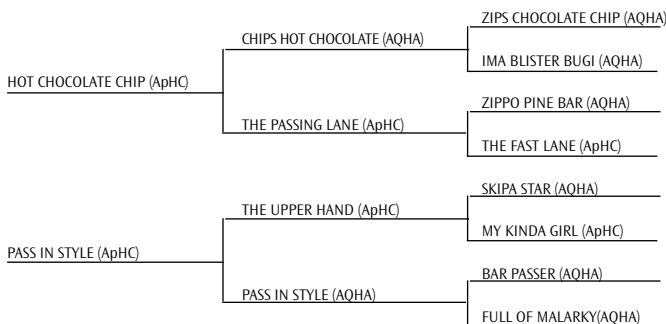 ZIPS CHOCOLATE CHIP (AQHA)
CHIPS HOT CHOCOLATE (AQHA)
IMA BLISTER BUGI (AQHA)
HOT CHOCOLATE CHIP (ApHC)
ZIPPO PINE BAR (AQHA)
THE PASSING LANE (ApHC)
THE FAST LANE (ApHC)
SKIPA STAR (AQHA)
THE UPPER HAND (ApHC)
MY KINDA GIRL (ApHC)
PASS IN STYLE (ApHC)
BAR PASSER (AQHA)
PASS IN STYLE (AQHA)
FULL OF MALARKY(AQHA)